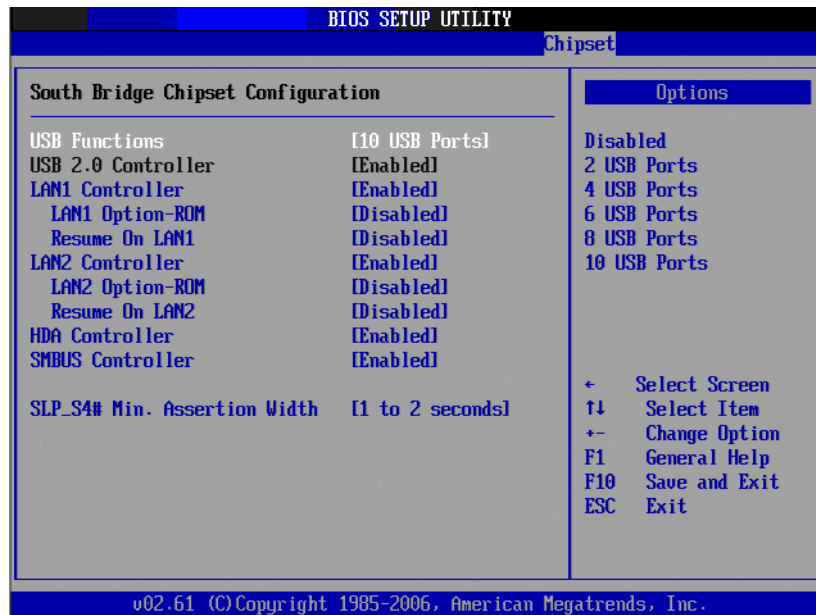 BIOS SETUP UTILITY
Chipset
South Bridge Chipset Configuration
USB Functions [10 USB Ports]
USB 2.0 Controller [Enabled]
LAN1 Controller [Enabled]
LAN1 Option-ROM [Disabled]
Resume On LAN1 [Disabled]
LAN2 Controller [Enabled]
LAN2 Option-ROM [Disabled]
Resume On LAN2 [Disabled]
HDA Controller [Enabled]
SMBUS Controller [Enabled]
SLP_S4# Min. Assertion Width [1 to 2 seconds]
Options
Disabled
2 USB Ports
4 USB Ports
6 USB Ports
8 USB Ports
10 USB Ports
← Select Screen
↑↓ Select Item
+- Change Option
F1 General Help
F10 Save and Exit
ESC Exit
v02.61 (C)Copyright 1985-2006, American Megatrends, Inc.